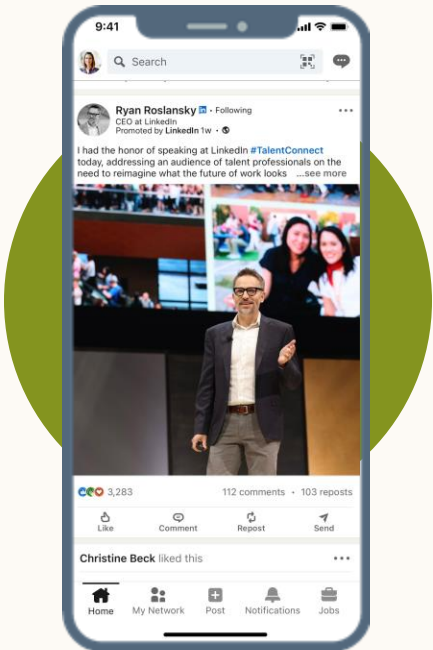 9:41
Search
Ryan Roslansky in • Following
CEO at LinkedIn
Promoted by LinkedIn 1w •
I had the honor of speaking at LinkedIn #TalentConnect
today, addressing an audience of talent professionals on the
need to reimagine what the future of work looks ...see more
3,283
112 comments • 103 reposts
Like
Comment
Repost
Send
Christine Beck liked this
Home
My Network
Post
Notifications
Jobs